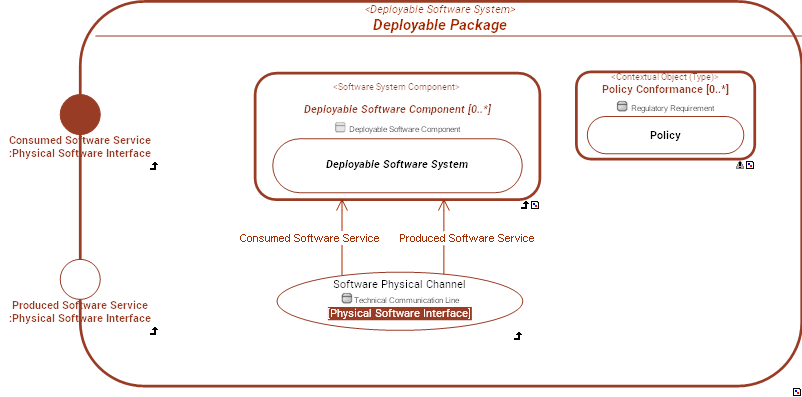 <Deployable Software System>
Deployable Package
<Software System Component>
Deployable Software Component [0..*]
Deployable Software Component
Deployable Software System
<Contextual Object (Type)>
Policy Conformance [0..*]
Regulatory Requirement
Policy
Consumed Software Service
:Physical Software Interface
Consumed Software Service
Produced Software Service
Software Physical Channel
Technical Communication Line
[Physical Software Interface]
Produced Software Service
:Physical Software Interface